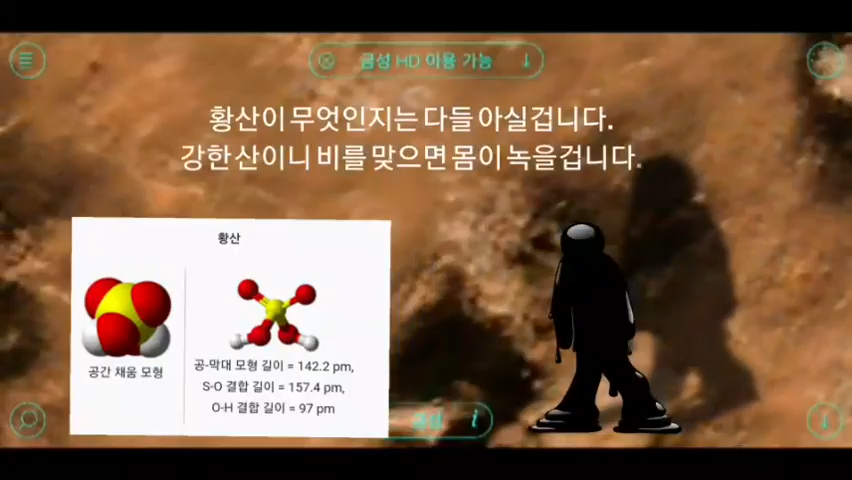 금성 HD 이용 가능
황산이 무엇인지는 다들 아실겁니다.
강한 산이니 비를 맞으면 몸이 녹을겁니다.
황산
공간 채움 모형
공-막대 모형 길이 = 142.2 pm,
S-O 결합 길이 = 157.4 pm,
O-H 결합 길이 = 97 pm
금성 i